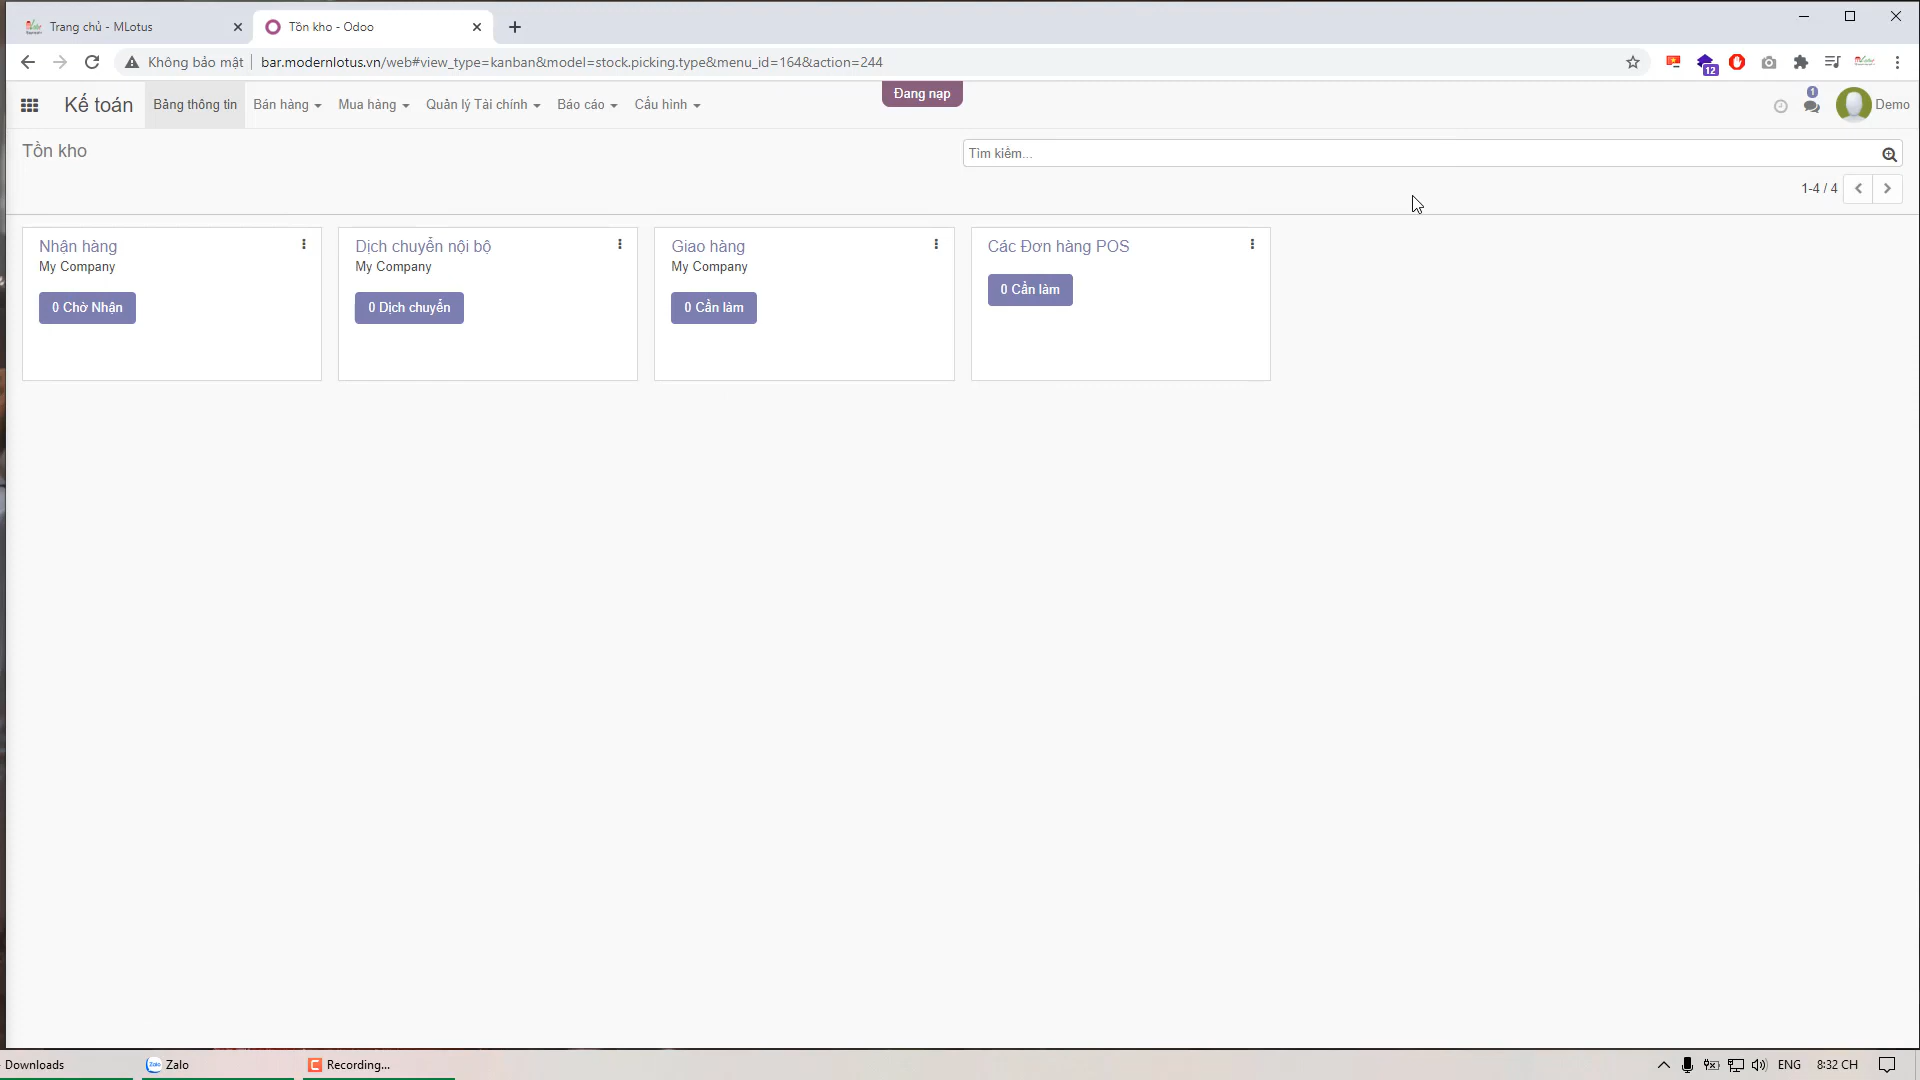 Trang chủ - MLotus
Tồn kho - Odoo
Không bảo mật
bar.modernlotus.vn/web#view_type=kanban&model=stock.picking.type&menu_id=164&action=244
12
Kế toán
Bảng thông tin
Bán hàng
Mua hàng
Quản lý Tài chính
Báo cáo
Cấu hình
Đang nạp
1
Demo
Tồn kho
Tìm kiếm...
1-4 / 4
Nhận hàng
My Company
0 Chờ Nhận
Dịch chuyển nội bộ
My Company
0 Dịch chuyển
Giao hàng
My Company
0 Cần làm
Các Đơn hàng POS
0 Cần làm
Downloads
Zalo
Recording...
ENG
8:32 CH